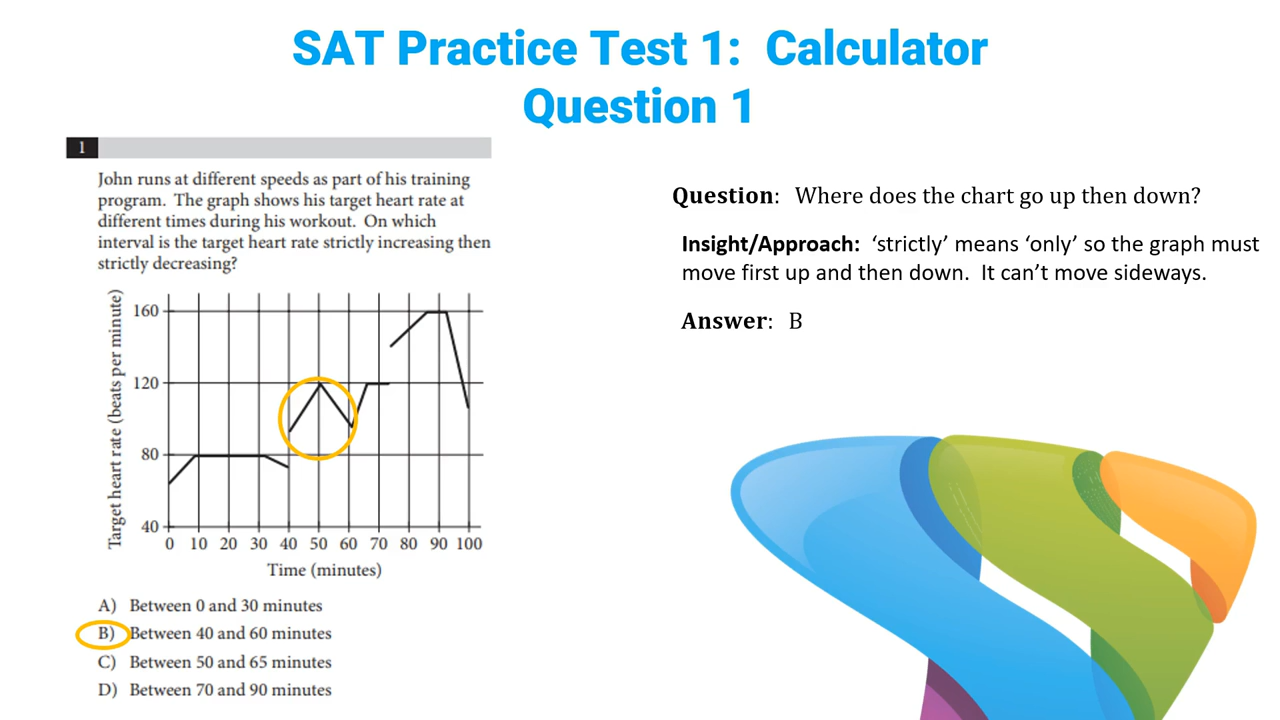 SAT Practice Test 1:  Calculator
Question 1
1
John runs at different speeds as part of his training
program.  The graph shows his target heart rate at
different times during his workout.  On which
interval is the target heart rate strictly increasing then
strictly decreasing?
Target heart rate (beats per minute)
160
120
80
40
0 10 20 30 40 50 60 70 80 90 100
Time (minutes)
A) Between 0 and 30 minutes
B) Between 40 and 60 minutes
C) Between 50 and 65 minutes
D) Between 70 and 90 minutes
Question:  Where does the chart go up then down?
Insight/Approach:  ‘strictly’ means ‘only’ so the graph must
move first up and then down.  It can’t move sideways.
Answer:  B